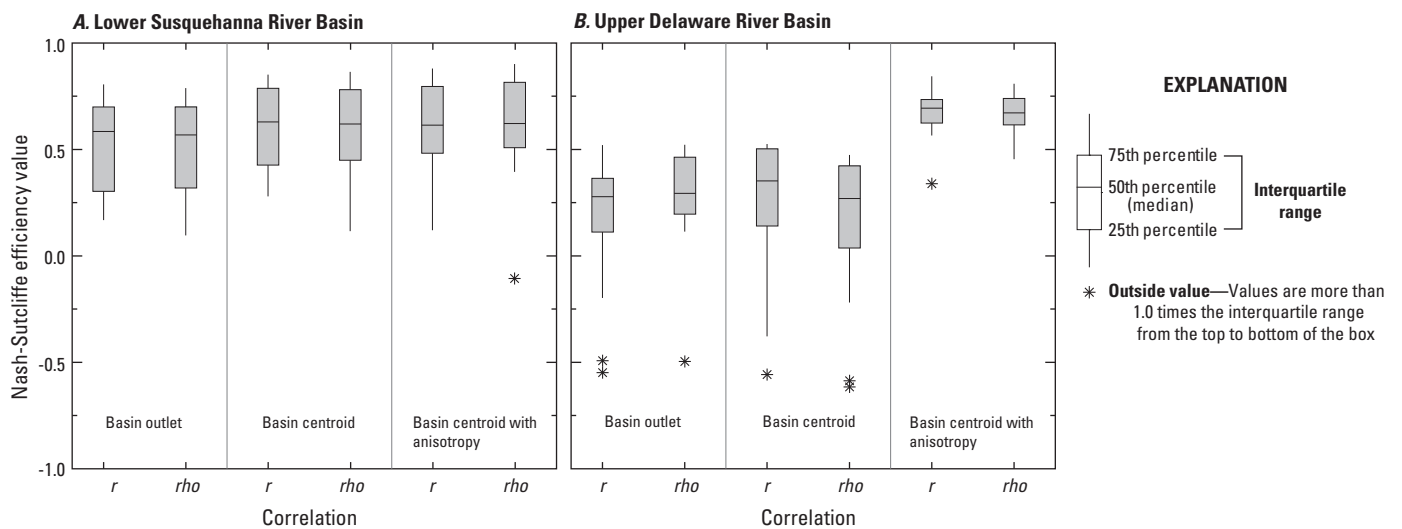 A. Lower Susquehanna River Basin
B. Upper Delaware River Basin
Nash-Sutcliffe efficiency value
1.0
0.5
0.0
-0.5
-1.0
Basin outlet
Basin centroid
Basin centroid with
anisotropy
r rho r rho r rho
Correlation
Basin outlet
Basin centroid
Basin centroid with
anisotropy
r rho r rho r rho
Correlation
EXPLANATION
75th percentile
50th percentile
(median)
25th percentile
Interquartile
range
Outside value—Values are more than
1.0 times the interquartile range
from the top to bottom of the box